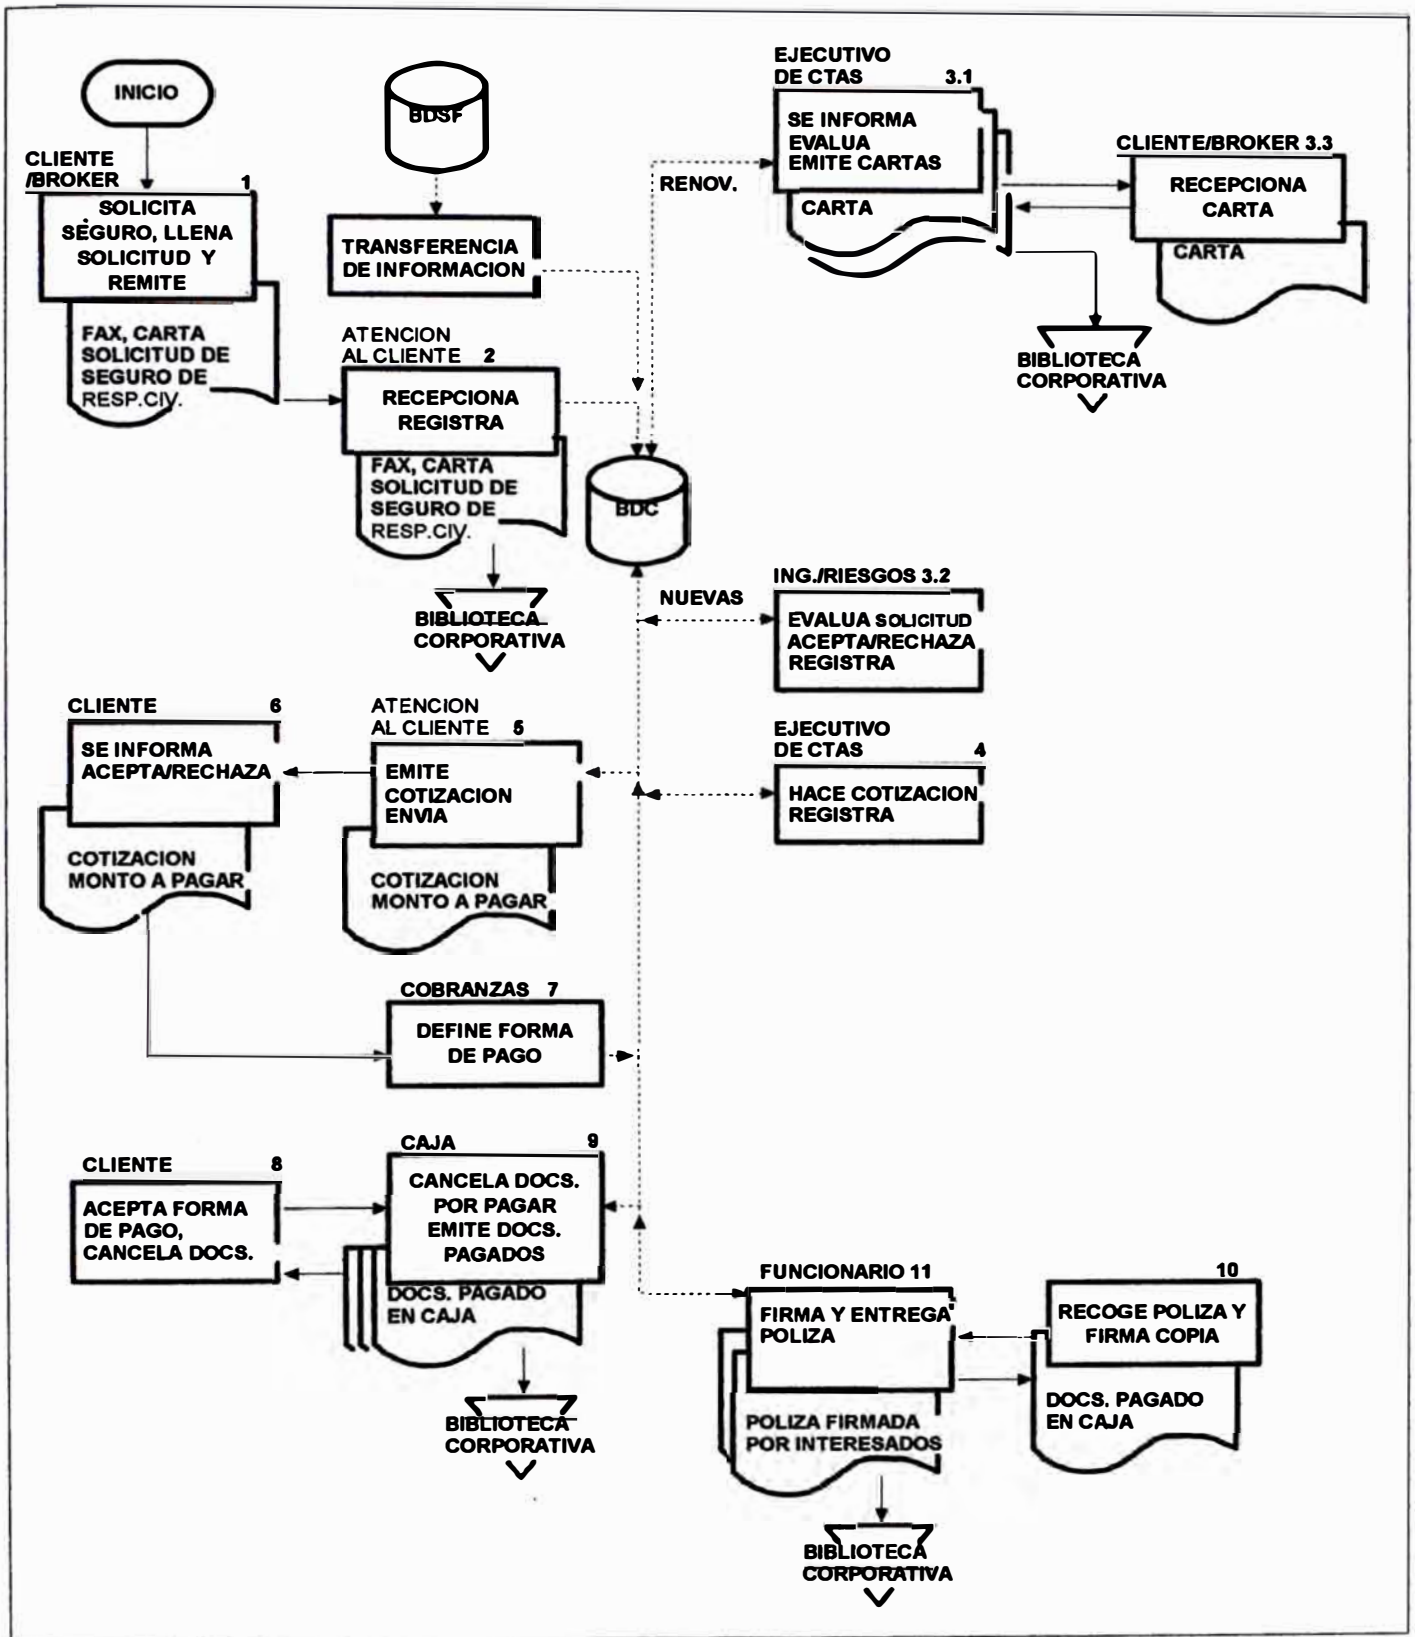 INICIO
CLIENTE
/BROKER 1
SOLICITA
SEGURO, LLENA
SOLICITUD Y
REMITE
FAX, CARTA
SOLICITUD DE
SEGURO DE
RESP.CIV.
BDSF
TRANSFERENCIA
DE INFORMACION
ATENCION
AL CLIENTE 2
RECEPCIONA
REGISTRA
FAX, CARTA
SOLICITUD DE
SEGURO DE
RESP.CIV.
BIBLIOTECA
CORPORATIVA
BDC
RENOV.
EJECUTIVO
DE CTAS 3.1
SE INFORMA
EVALUA
EMITE CARTAS
CARTA
CLIENTE/BROKER 3.3
RECEPCIONA
CARTA
CARTA
BIBLIOTECA
CORPORATIVA
NUEVAS
ING./RIESGOS 3.2
EVALUA SOLICITUD
ACEPTA/RECHAZA
REGISTRA
EJECUTIVO
DE CTAS 4
HACE COTIZACION
REGISTRA
ATENCION
AL CLIENTE 5
EMITE
COTIZACION
ENVIA
COTIZACION
MONTO A PAGAR
CLIENTE 6
SE INFORMA
ACEPTA/RECHAZA
COTIZACION
MONTO A PAGAR
COBRANZAS 7
DEFINE FORMA
DE PAGO
CLIENTE 8
ACEPTA FORMA
DE PAGO,
CANCELA DOCS.
CAJA 9
CANCELA DOCS.
POR PAGAR
EMITE DOCS.
PAGADOS
DOCS. PAGADO
EN CAJA
BIBLIOTECA
CORPORATIVA
FUNCIONARIO 11
FIRMA Y ENTREGA
POLIZA
POLIZA FIRMADA
POR INTERESADOS
BIBLIOTECA
CORPORATIVA
10
RECOGE POLIZA Y
FIRMA COPIA
DOCS. PAGADO
EN CAJA